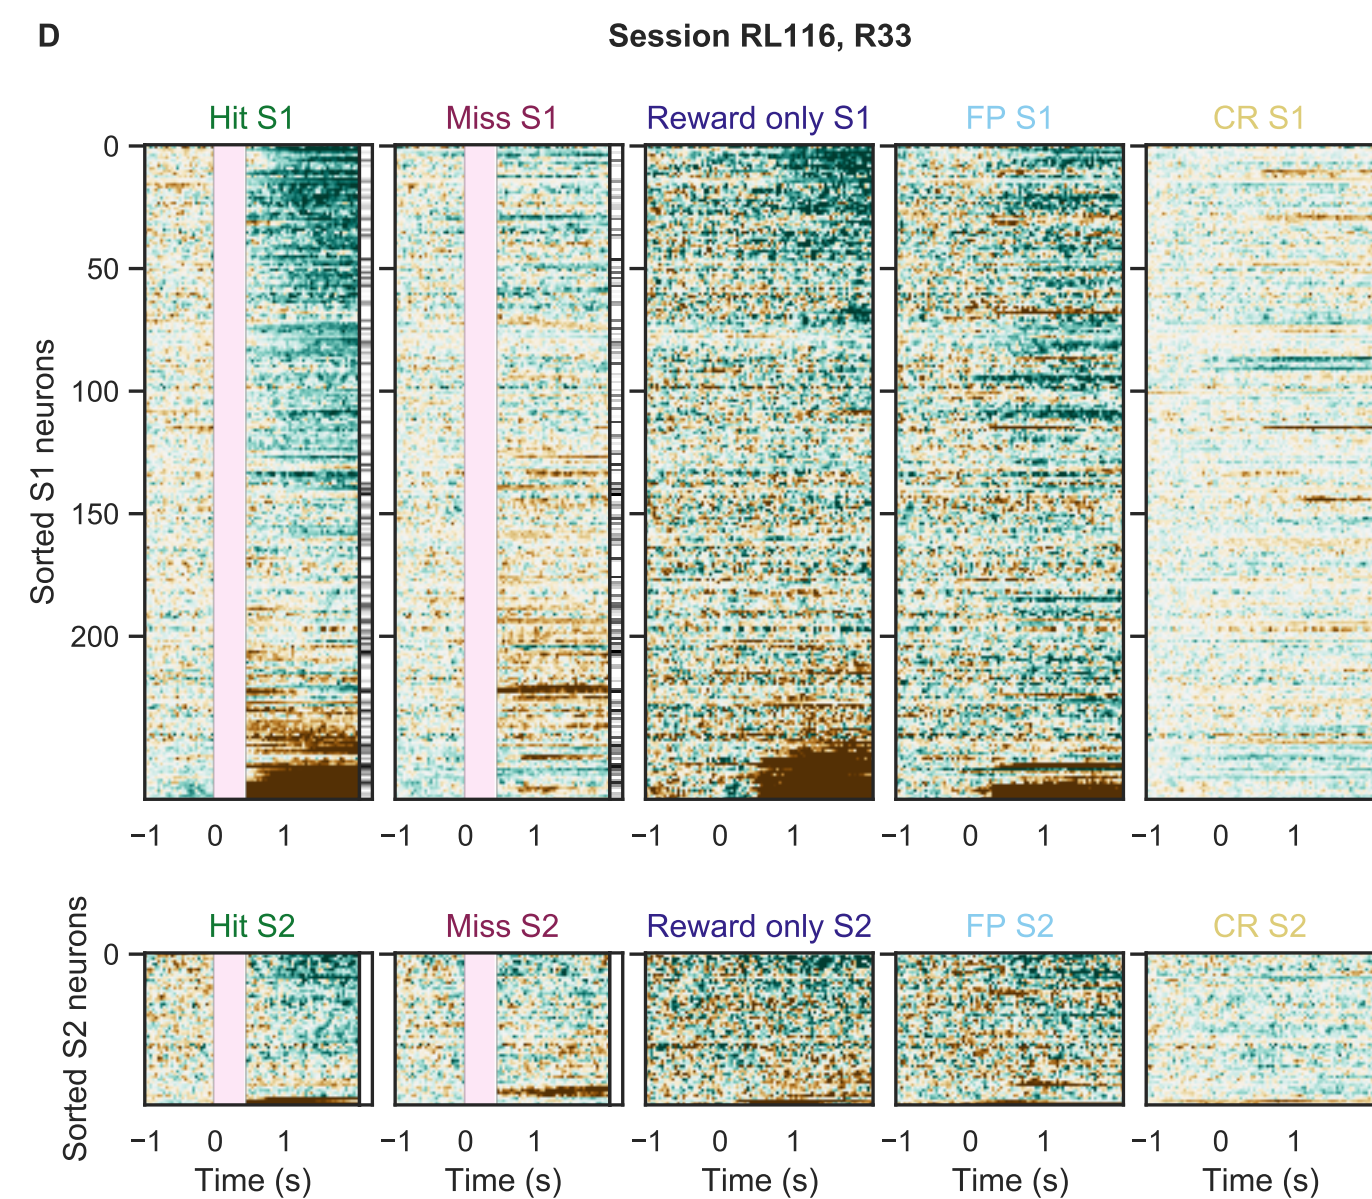 D
Session RL116, R33
Hit S1 Miss S1 Reward only S1 FP S1 CR S1
0
50
100
150
200
Sorted S1 neurons
−1 0 1 −1 0 1 −1 0 1 −1 0 1 −1 0 1
Hit S2 Miss S2 Reward only S2 FP S2 CR S2
0
Sorted S2 neurons
−1 0 1 −1 0 1 −1 0 1 −1 0 1 −1 0 1
Time (s) Time (s) Time (s) Time (s) Time (s)